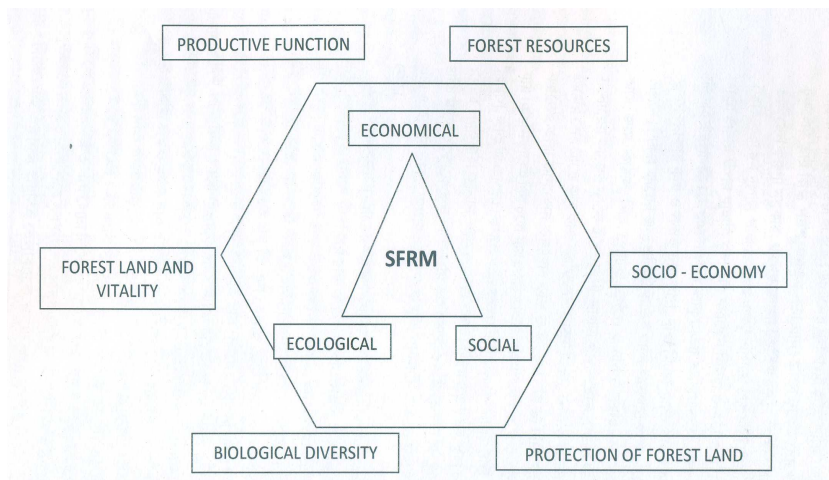 PRODUCTIVE FUNCTION
FOREST RESOURCES
ECONOMICAL
SFRM
FOREST LAND AND
VITALITY
SOCIO - ECONOMY
ECOLOGICAL
SOCIAL
BIOLOGICAL DIVERSITY
PROTECTION OF FOREST LAND